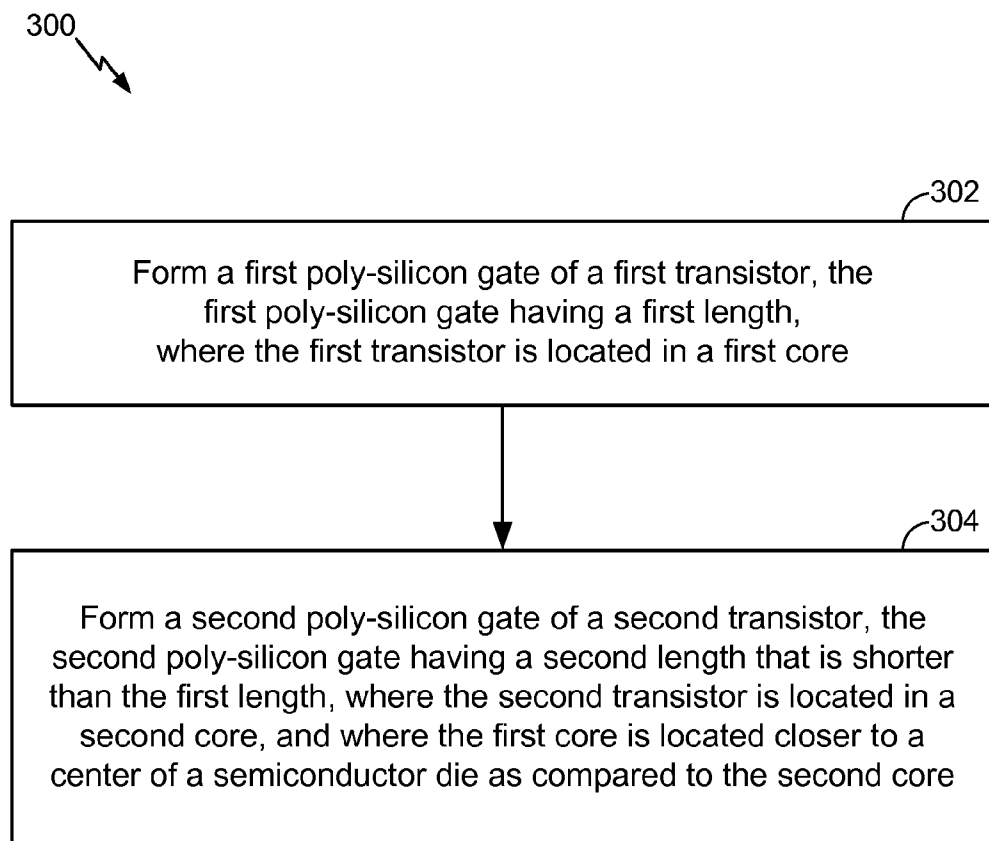 300
302
Form a first poly-silicon gate of a first transistor, the
first poly-silicon gate having a first length,
where the first transistor is located in a first core
304
Form a second poly-silicon gate of a second transistor, the
second poly-silicon gate having a second length that is shorter
than the first length, where the second transistor is located in a
second core, and where the first core is located closer to a
center of a semiconductor die as compared to the second core